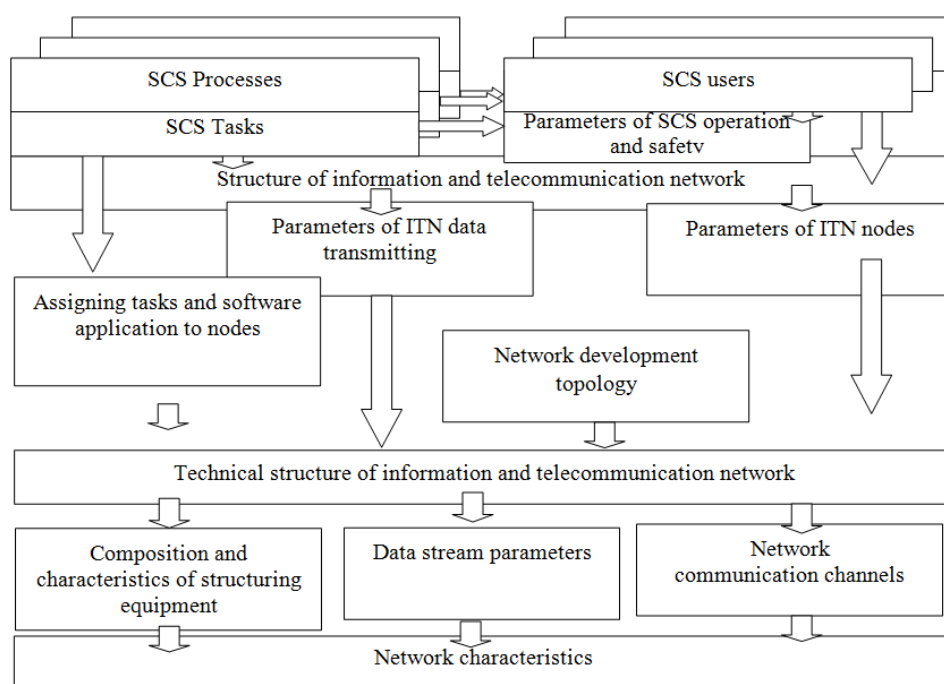 SCS Processes
SCS users
SCS Tasks
Parameters of SCS operation
and safety
Structure of information and telecommunication network
Parameters of ITN data
transmitting
Parameters of ITN nodes
Assigning tasks and software
application to nodes
Network development
topology
Technical structure of information and telecommunication network
Composition and
characteristics of structuring
equipment
Data stream parameters
Network
communication channels
Network characteristics